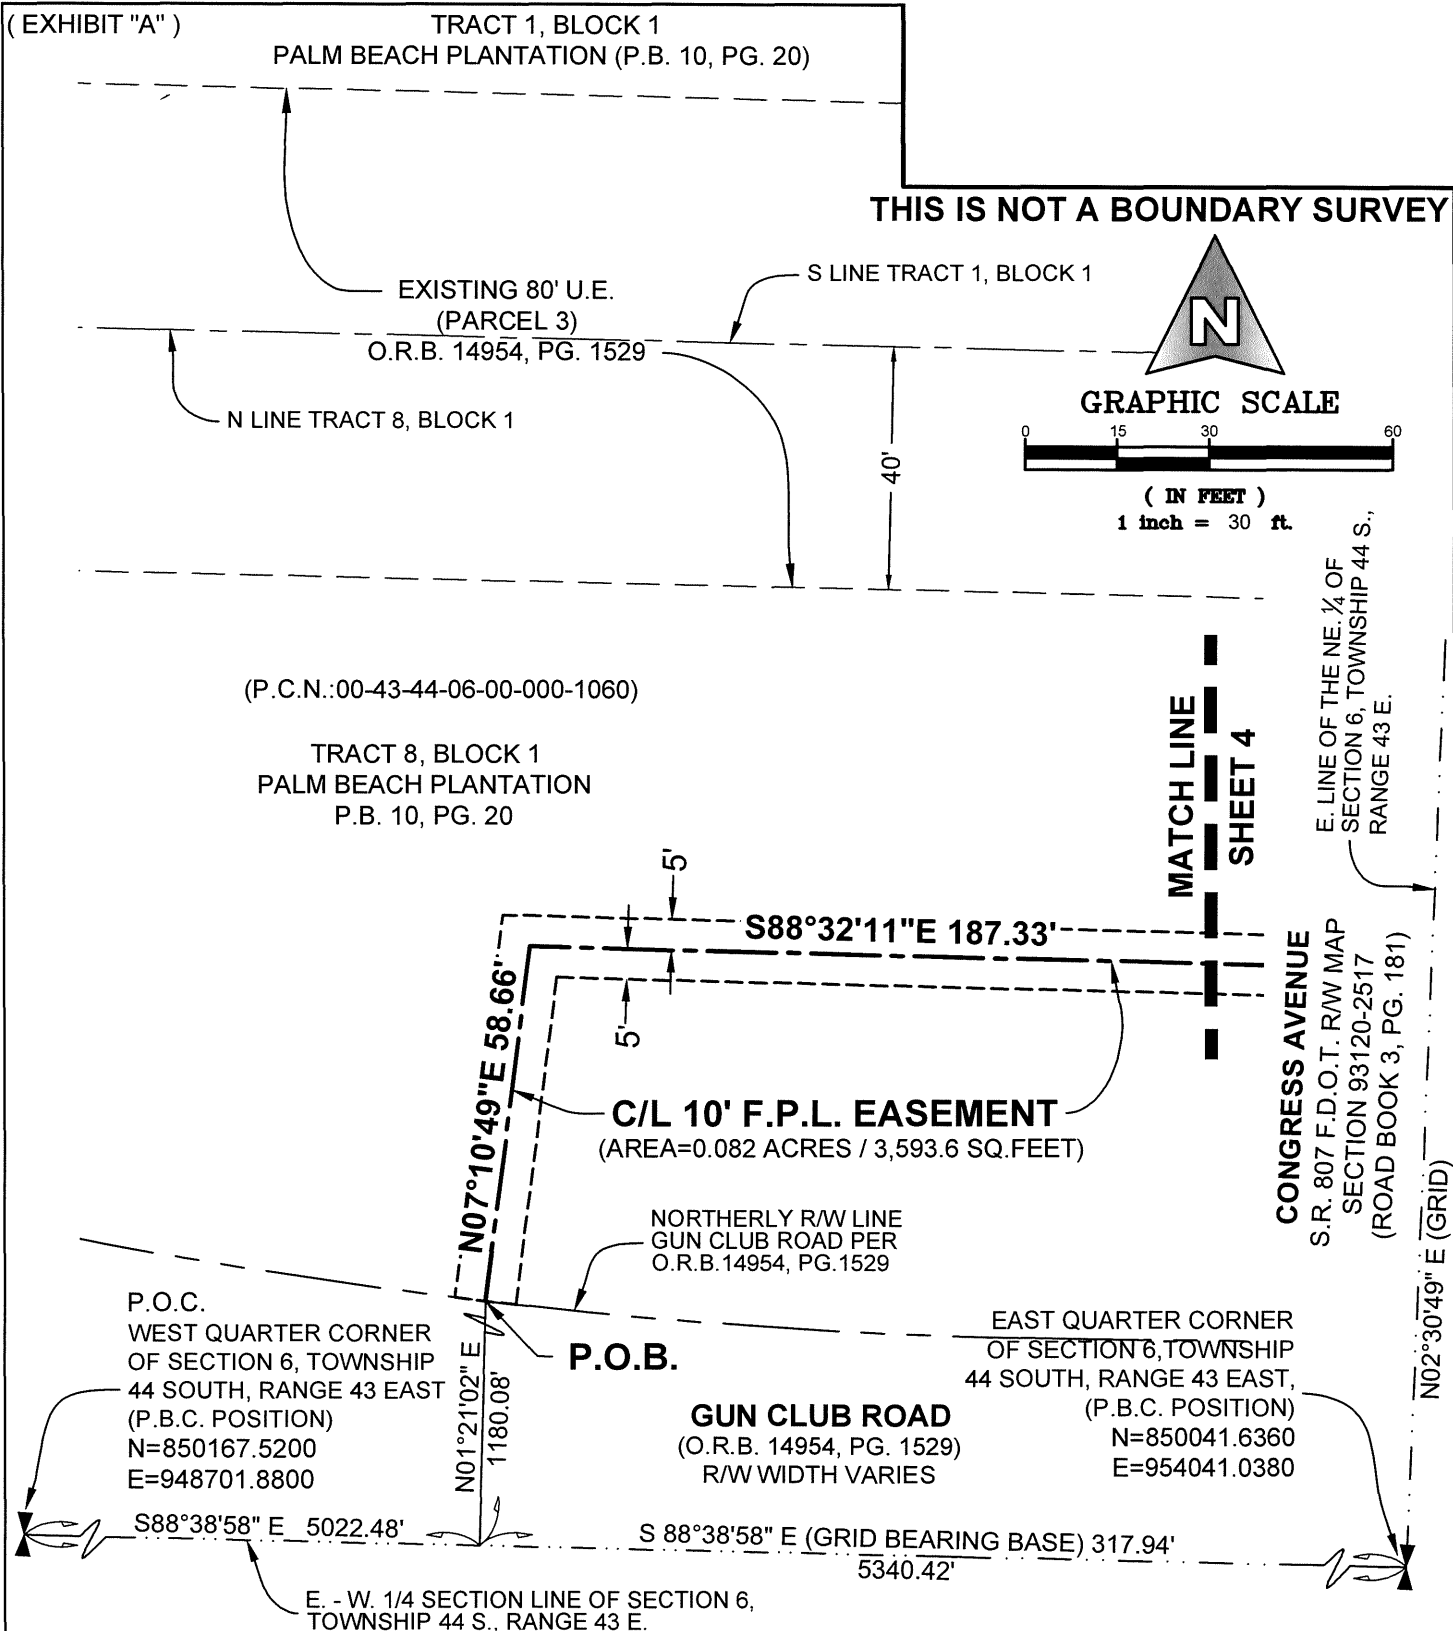 ( EXHIBIT "A" )
TRACT 1, BLOCK 1
PALM BEACH PLANTATION (P.B. 10, PG. 20)
THIS IS NOT A BOUNDARY SURVEY
S LINE TRACT 1, BLOCK 1
EXISTING 80' U.E.
(PARCEL 3)
O.R.B. 14954, PG. 1529
N LINE TRACT 8, BLOCK 1
N
GRAPHIC SCALE
0 15 30 60
( IN FEET )
1 inch = 30 ft.
40'
E. LINE OF THE NE. ¼ OF
SECTION 6, TOWNSHIP 44 S.,
RANGE 43 E.
(P.C.N.:00-43-44-06-00-000-1060)
TRACT 8, BLOCK 1
PALM BEACH PLANTATION
P.B. 10, PG. 20
MATCH LINE
SHEET 4
5'
S88°32'11"E 187.33'
5'
N07°10'49"E 58.66'
C/L 10' F.P.L. EASEMENT
(AREA=0.082 ACRES / 3,593.6 SQ.FEET)
CONGRESS AVENUE
S.R. 807 F.D.O.T. R/W MAP
SECTION 93120-2517
(ROAD BOOK 3, PG. 181)
N02°30'49" E (GRID)
NORTHERLY R/W LINE
GUN CLUB ROAD PER
O.R.B.14954, PG.1529
P.O.C.
WEST QUARTER CORNER
OF SECTION 6, TOWNSHIP
44 SOUTH, RANGE 43 EAST
(P.B.C. POSITION)
N=850167.5200
E=948701.8800
N01°21'02" E
1180.08'
P.O.B.
GUN CLUB ROAD
(O.R.B. 14954, PG. 1529)
R/W WIDTH VARIES
EAST QUARTER CORNER
OF SECTION 6,TOWNSHIP
44 SOUTH, RANGE 43 EAST,
(P.B.C. POSITION)
N=850041.6360
E=954041.0380
S88°38'58" E 5022.48'
S 88°38'58" E (GRID BEARING BASE) 317.94'
5340.42'
E. - W. 1/4 SECTION LINE OF SECTION 6,
TOWNSHIP 44 S., RANGE 43 E.